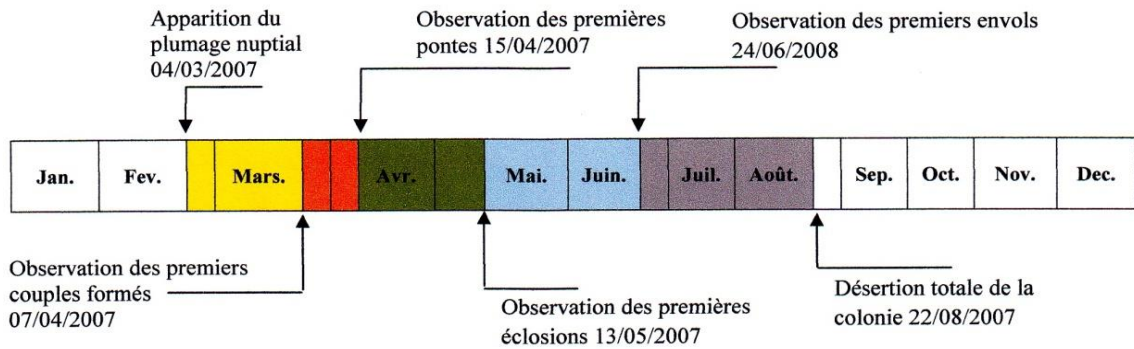 Apparition du
plumage nuptial
04/03/2007
Observation des premières
pontes 15/04/2007
Observation des premiers envols
24/06/2008
Jan. Fev. Mars. Avr. Mai. Juin. Juil. Août. Sep. Oct. Nov. Dec.
Observation des premiers
couples formés
07/04/2007
Observation des premières
éclosions 13/05/2007
Désertion totale de la
colonie 22/08/2007